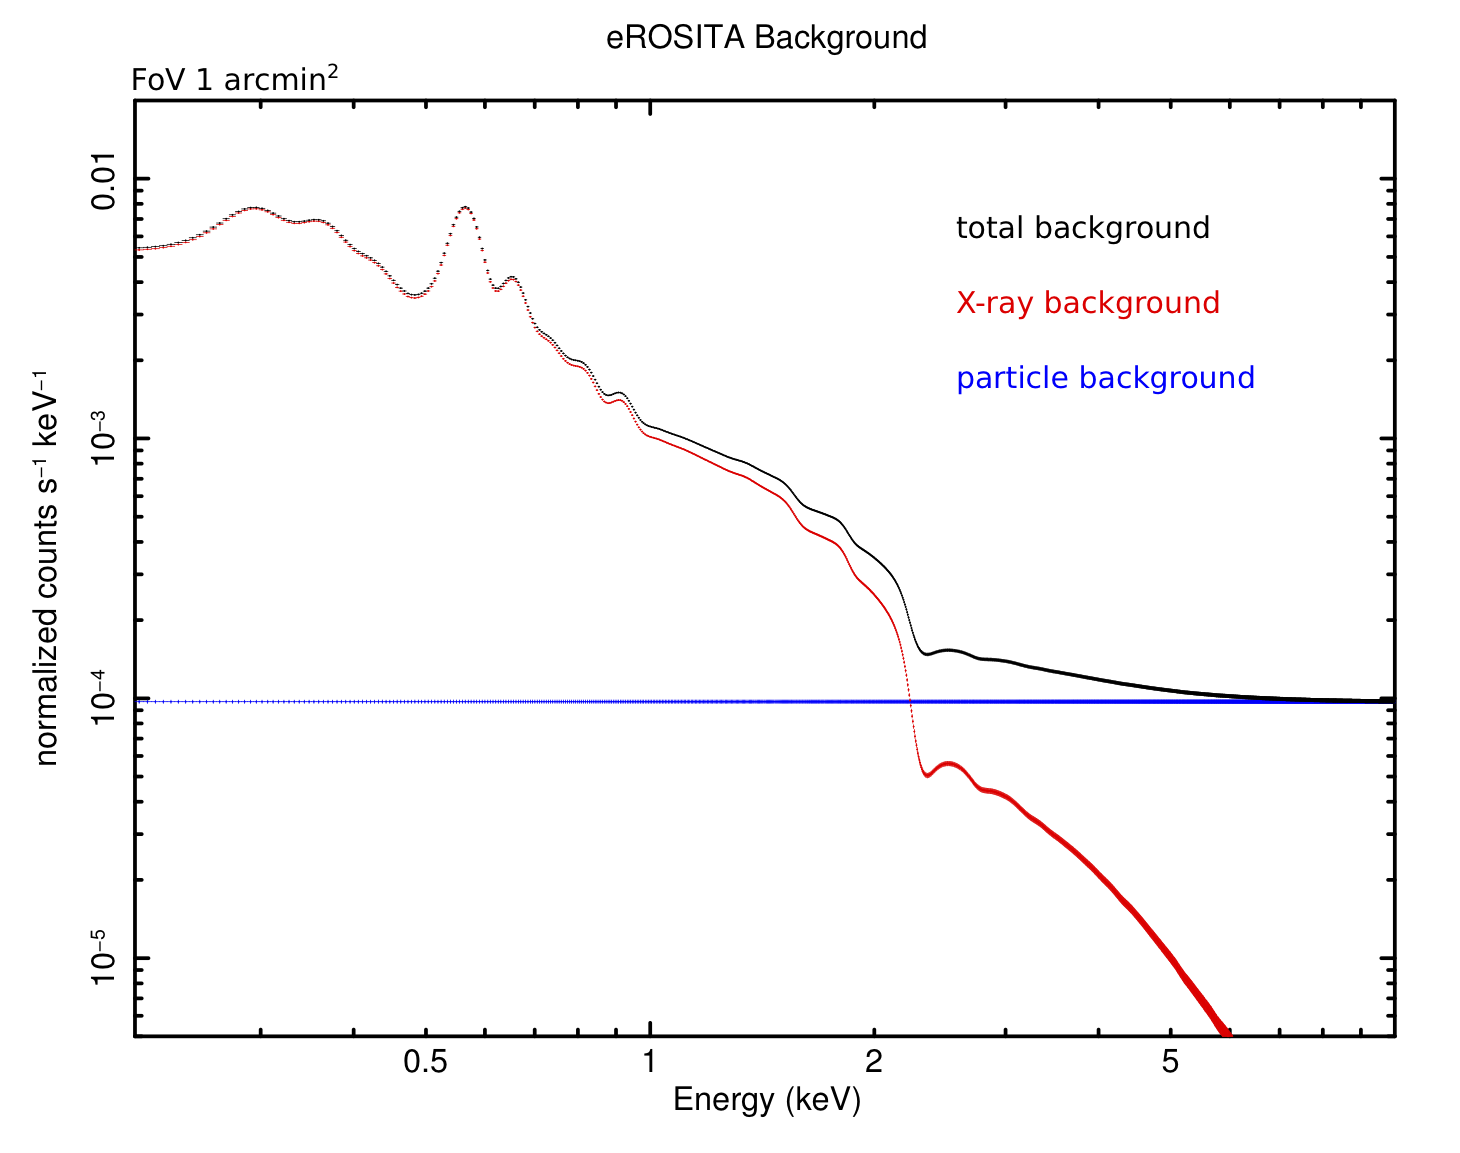 eROSITA Background
FoV 1 arcmin²
total background
X-ray background
particle background
0.01
10⁻³
10⁻⁴
10⁻⁵
normalized counts s⁻¹ keV⁻¹
0.5 1 2 5
Energy (keV)